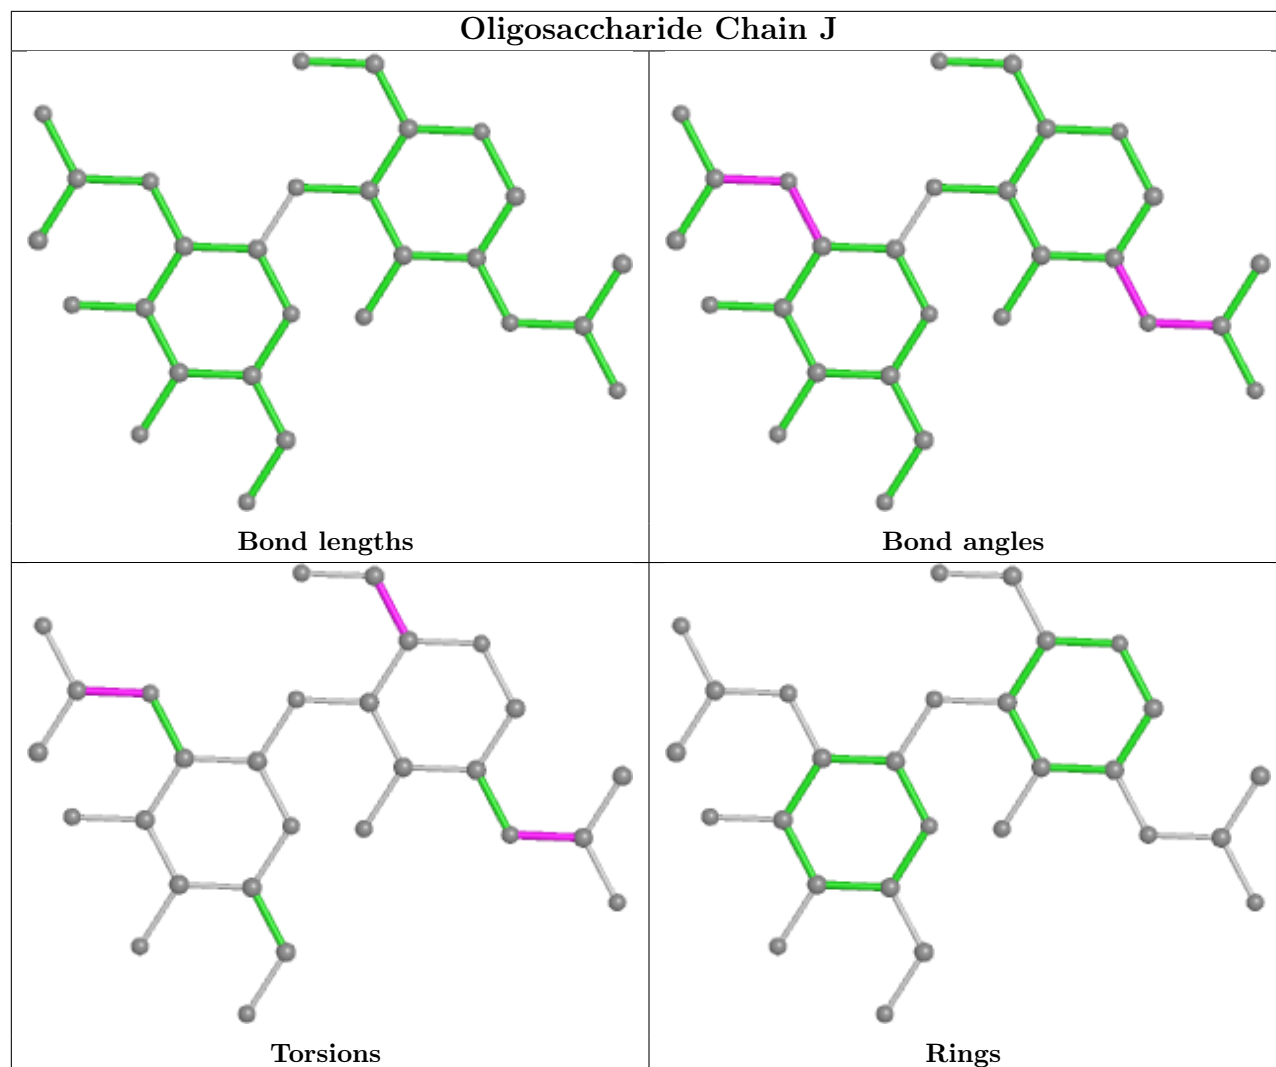 Oligosaccharide Chain J
Bond lengths
Bond angles
Torsions
Rings